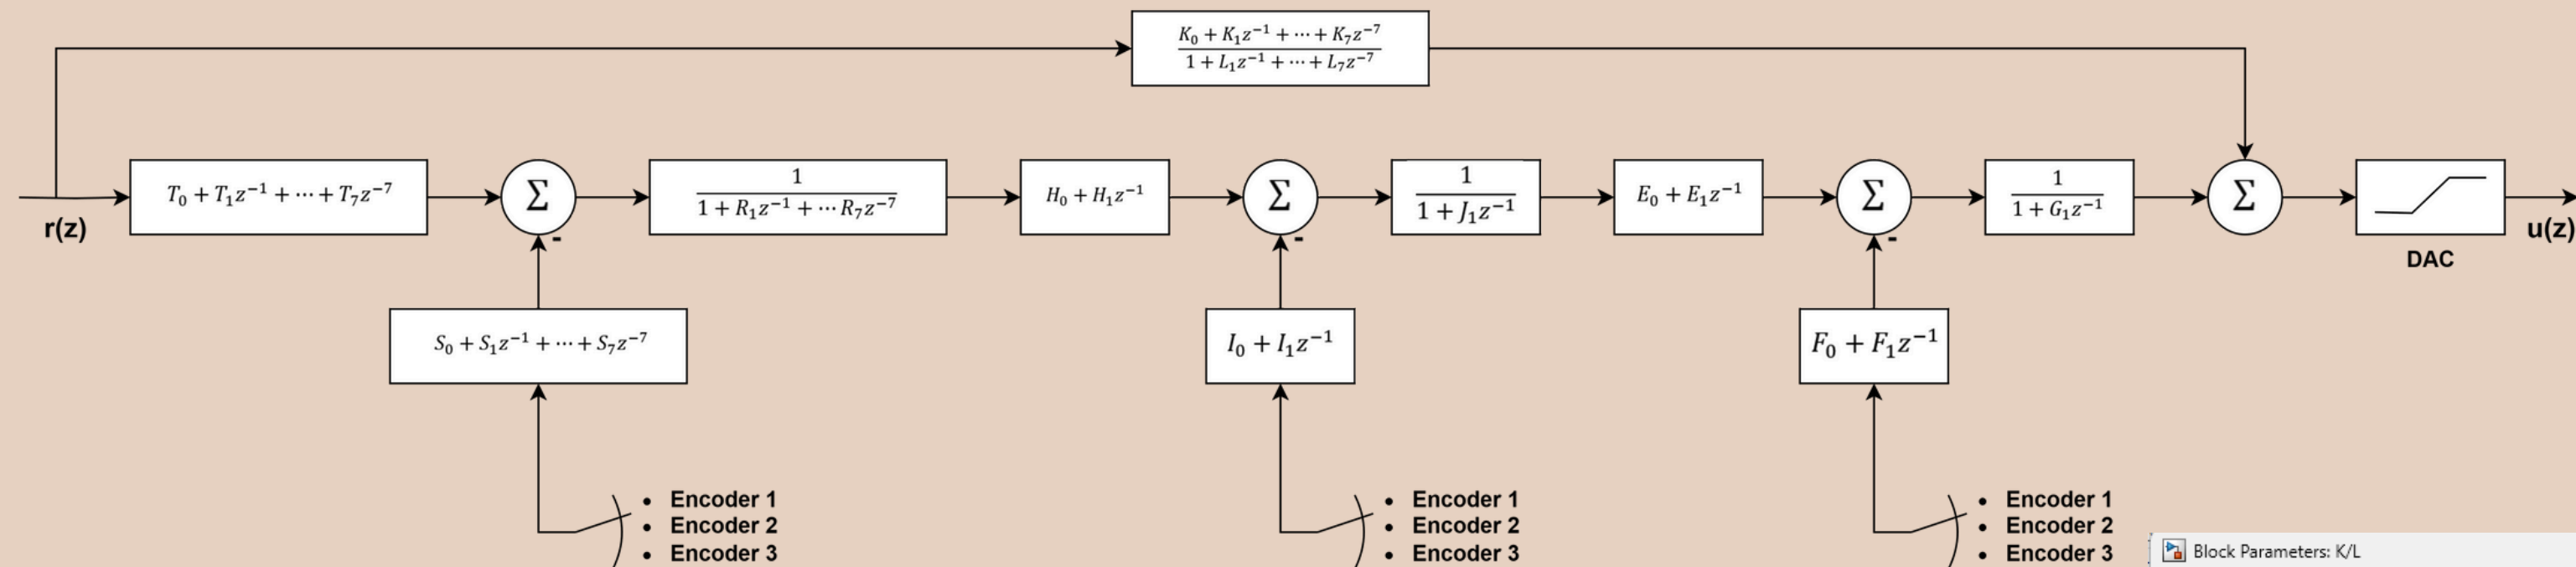 K₀ + K₁z⁻¹ + ⋯ + K₇z⁻⁷
1 + L₁z⁻¹ + ⋯ + L₇z⁻⁷
r(z)
T₀ + T₁z⁻¹ + ⋯ + T₇z⁻⁷
Σ
-
1
1 + R₁z⁻¹ + ⋯ R₇z⁻⁷
H₀ + H₁z⁻¹
Σ
-
1
1 + J₁z⁻¹
E₀ + E₁z⁻¹
Σ
-
1
1 + G₁z⁻¹
Σ
DAC
u(z)
S₀ + S₁z⁻¹ + ⋯ + S₇z⁻⁷
I₀ + I₁z⁻¹
F₀ + F₁z⁻¹
• Encoder 1
• Encoder 2
• Encoder 3
• Encoder 1
• Encoder 2
• Encoder 3
• Encoder 1
• Encoder 2
• Encoder 3
Block Parameters: K/L